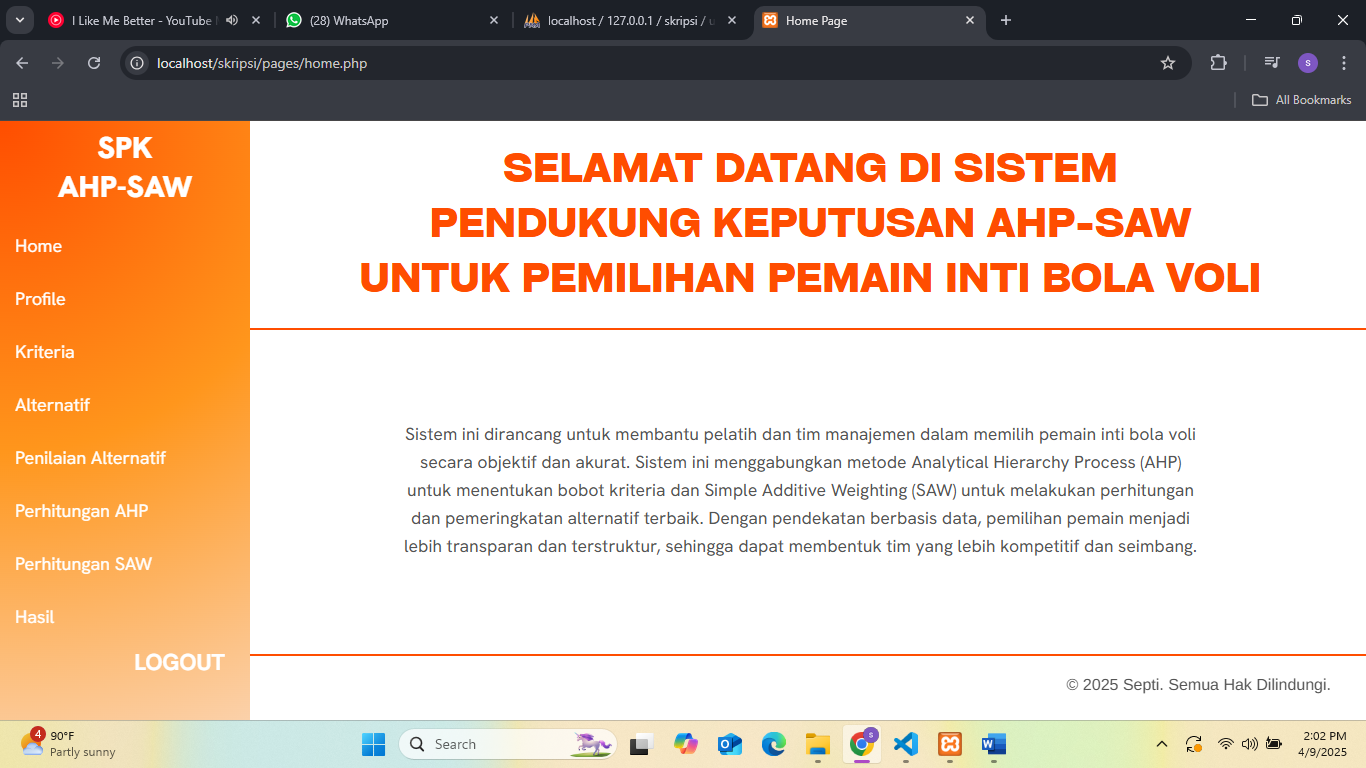 I Like Me Better - YouTube
(28) WhatsApp
localhost / 127.0.0.1 / skripsi / u
Home Page
localhost/skripsi/pages/home.php
s
All Bookmarks
SPK
AHP-SAW
Home
Profile
Kriteria
Alternatif
Penilaian Alternatif
Perhitungan AHP
Perhitungan SAW
Hasil
LOGOUT
SELAMAT DATANG DI SISTEM
PENDUKUNG KEPUTUSAN AHP-SAW
UNTUK PEMILIHAN PEMAIN INTI BOLA VOLI
Sistem ini dirancang untuk membantu pelatih dan tim manajemen dalam memilih pemain inti bola voli
secara objektif dan akurat. Sistem ini menggabungkan metode Analytical Hierarchy Process (AHP)
untuk menentukan bobot kriteria dan Simple Additive Weighting (SAW) untuk melakukan perhitungan
dan pemeringkatan alternatif terbaik. Dengan pendekatan berbasis data, pemilihan pemain menjadi
lebih transparan dan terstruktur, sehingga dapat membentuk tim yang lebih kompetitif dan seimbang.
© 2025 Septi. Semua Hak Dilindungi.
4
90°F
Partly sunny
Search
s
2:02 PM
4/9/2025